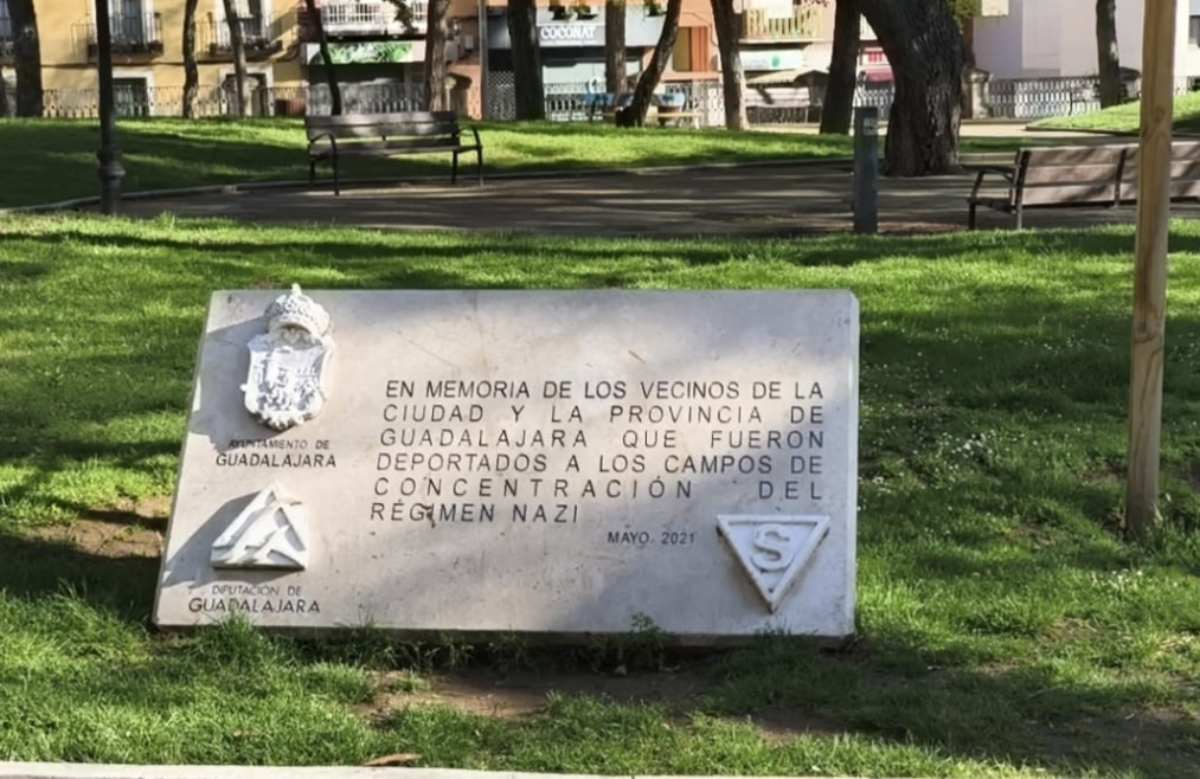 COCONAT
EN MEMORIA DE LOS VECINOS DE LA
CIUDAD Y LA PROVINCIA DE
GUADALAJARA QUE FUERON
DEPORTADOS A LOS CAMPOS DE
CONCENTRACIÓN DEL
RÉGIMEN NAZI
MAYO. 2021
AYUNTAMIENTO DE
GUADALAJARA
DIPUTACIÓN DE
GUADALAJARA
S